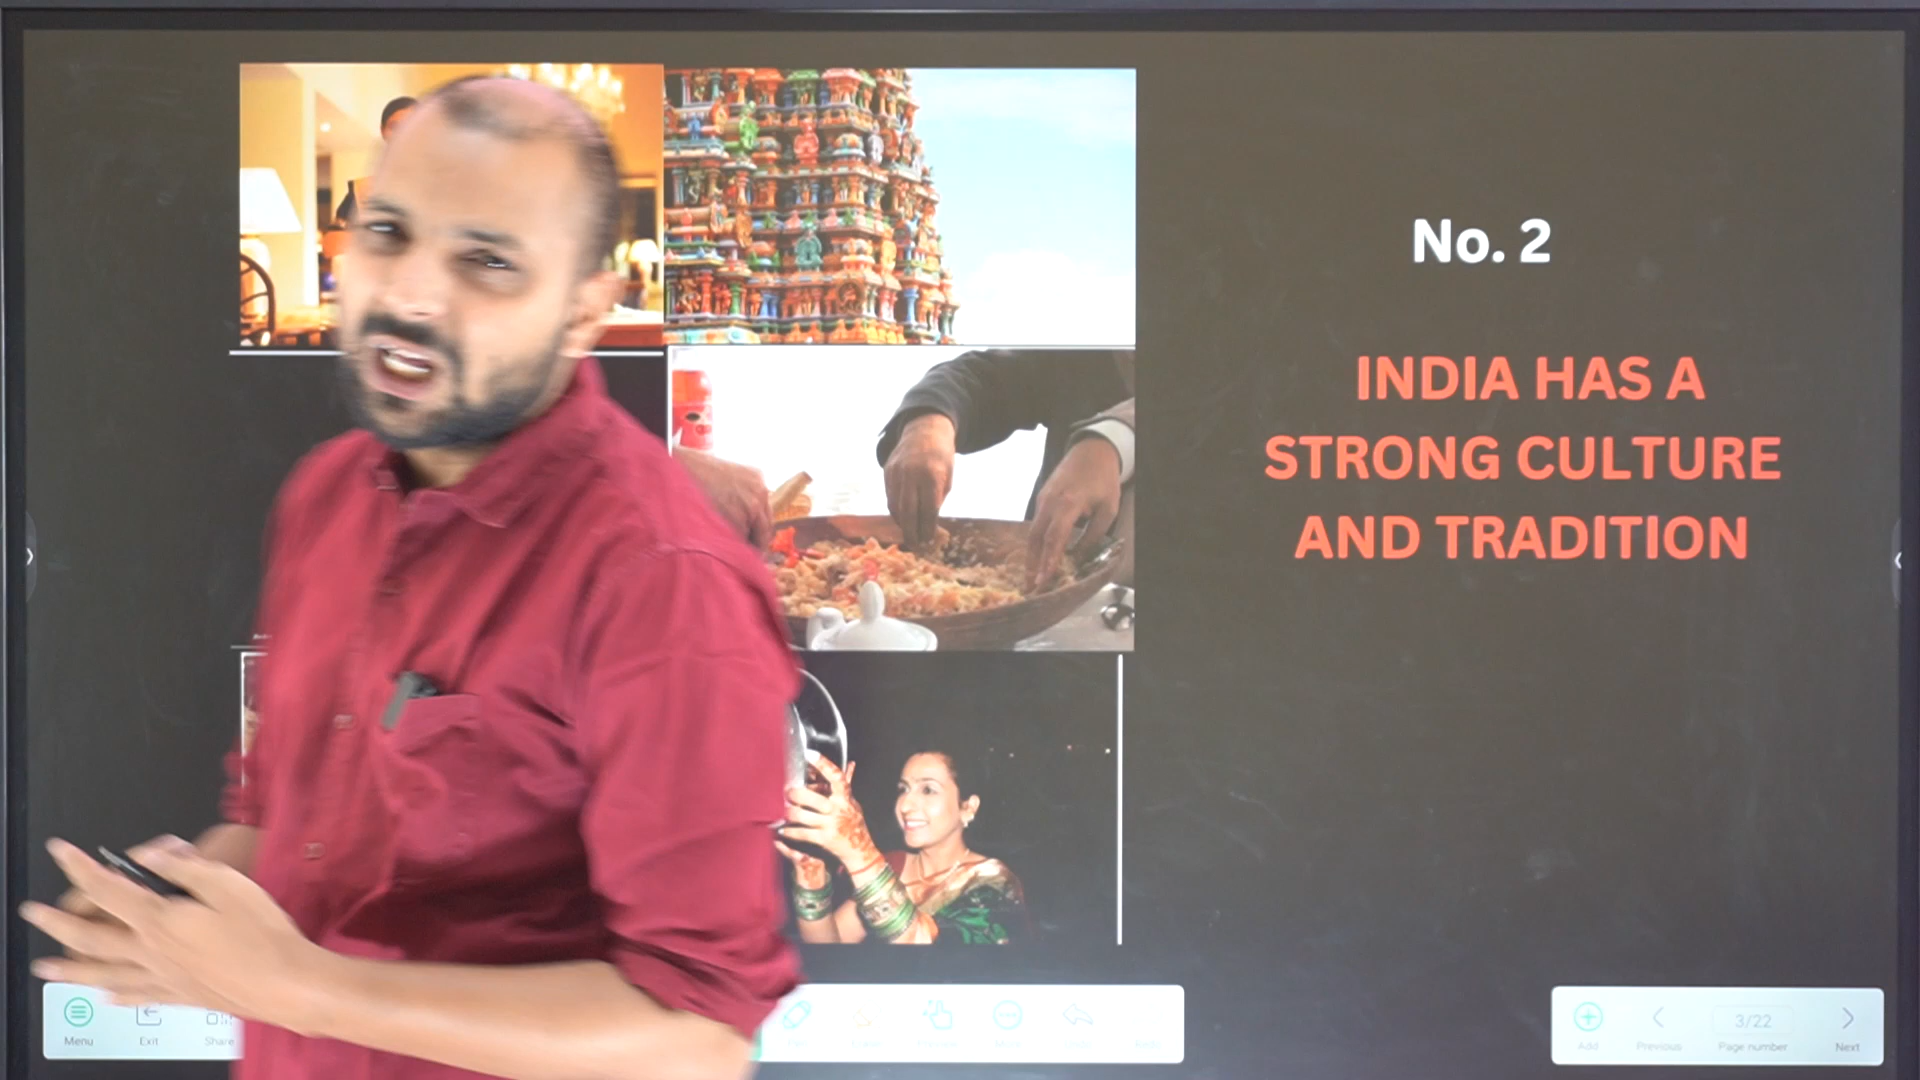 No. 2
INDIA HAS A
STRONG CULTURE
AND TRADITION
Menu
Exit
Share
Add
Previous
3/22
Page number
Next